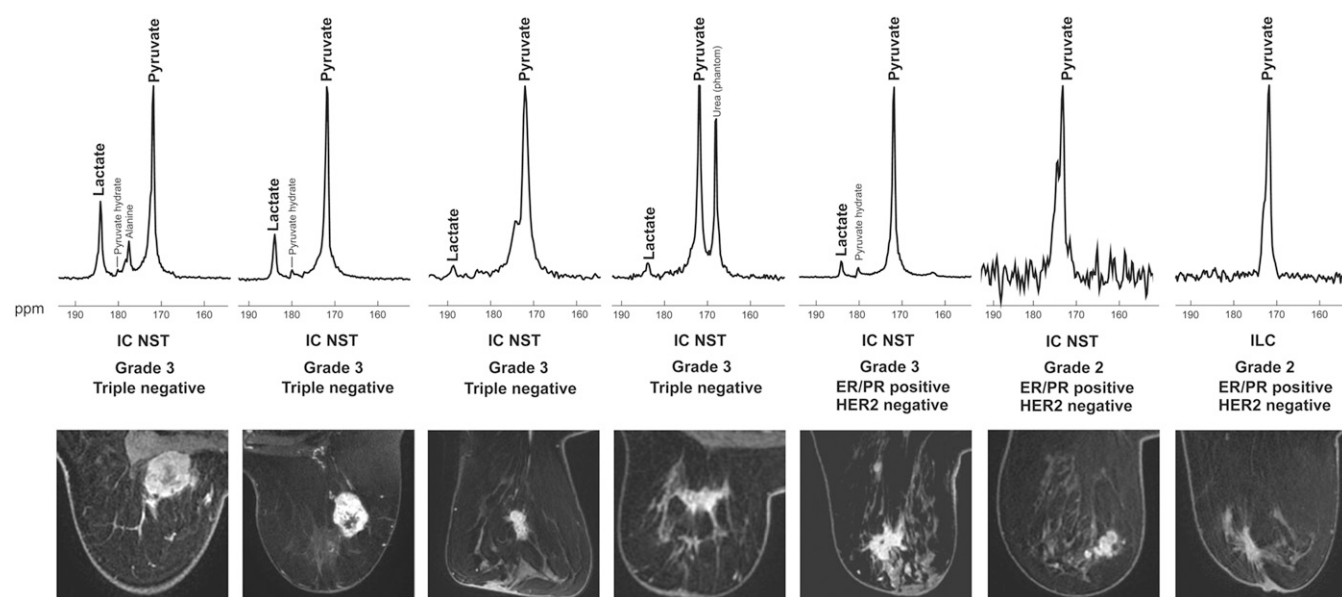 Lactate
Pyruvate hydrate
Alanine
Pyruvate
Lactate
Pyruvate hydrate
Pyruvate
Lactate
Pyruvate
Lactate
Pyruvate
Urea (phantom)
Lactate
Pyruvate hydrate
Pyruvate
Pyruvate
Pyruvate
ppm
190 180 170 160
190 180 170 160
190 180 170 160
190 180 170 160
190 180 170 160
190 180 170 160
190 180 170 160
IC NST
Grade 3
Triple negative
IC NST
Grade 3
Triple negative
IC NST
Grade 3
Triple negative
IC NST
Grade 3
Triple negative
IC NST
Grade 3
ER/PR positive
HER2 negative
IC NST
Grade 2
ER/PR positive
HER2 negative
ILC
Grade 2
ER/PR positive
HER2 negative